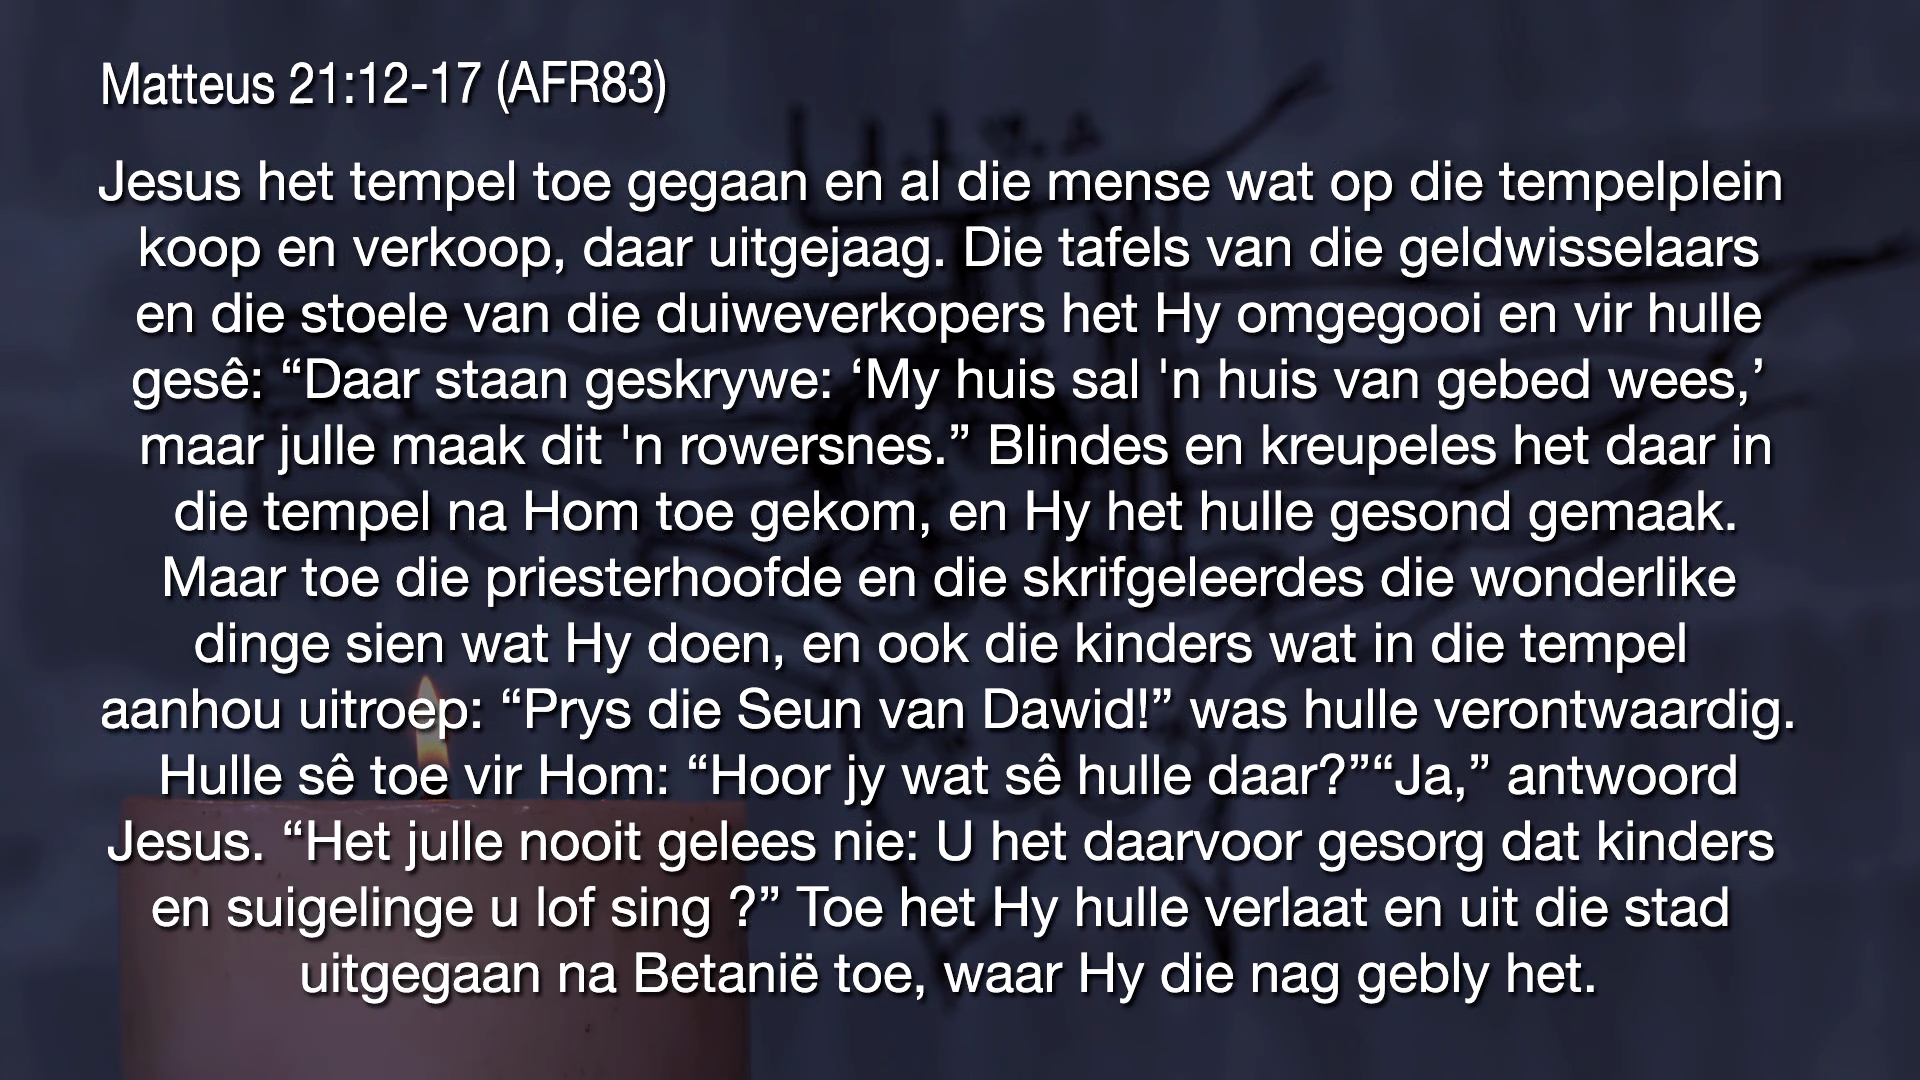 Matteus 21:12-17 (AFR83)
Jesus het tempel toe gegaan en al die mense wat op die tempelplein
koop en verkoop, daar uitgejaag. Die tafels van die geldwisselaars
en die stoele van die duiweverkopers het Hy omgegooi en vir hulle
gesê: “Daar staan geskrywe: ‘My huis sal 'n huis van gebed wees,’
maar julle maak dit 'n rowersnes.” Blindes en kreupeles het daar in
die tempel na Hom toe gekom, en Hy het hulle gesond gemaak.
Maar toe die priesterhoofde en die skrifgeleerdes die wonderlike
dinge sien wat Hy doen, en ook die kinders wat in die tempel
aanhou uitroep: “Prys die Seun van Dawid!” was hulle verontwaardig.
Hulle sê toe vir Hom: “Hoor jy wat sê hulle daar?”“Ja,” antwoord
Jesus. “Het julle nooit gelees nie: U het daarvoor gesorg dat kinders
en suigelinge u lof sing ?” Toe het Hy hulle verlaat en uit die stad
uitgegaan na Betanië toe, waar Hy die nag gebly het.